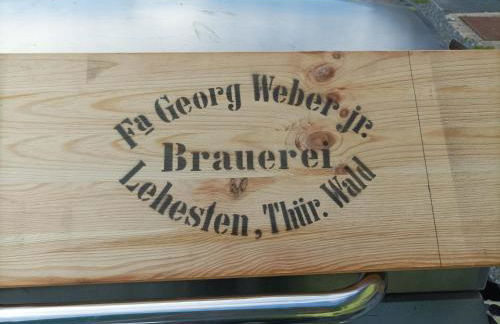 Fa Georg Weber jr.
Brauerei
Lehesten, Thür. Wald